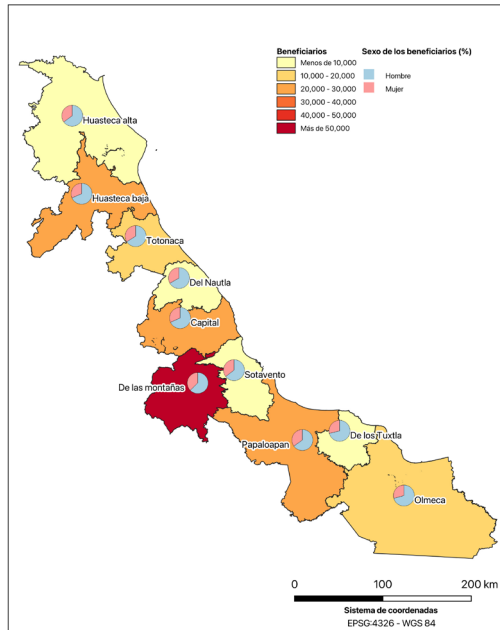 Beneficiarios
Menos de 10,000
10,000 - 20,000
20,000 - 30,000
30,000 - 40,000
40,000 - 50,000
Más de 50,000
Sexo de los beneficiarios (%)
Hombre
Mujer
Huasteca alta
Huasteca baja
Totonaca
Del Nautla
Capital
De las montañas
Sotavento
Papaloapan
De los Tuxtla
Olmeca
0 100 200 km
Sistema de coordenadas
EPSG:4326 - WGS 84